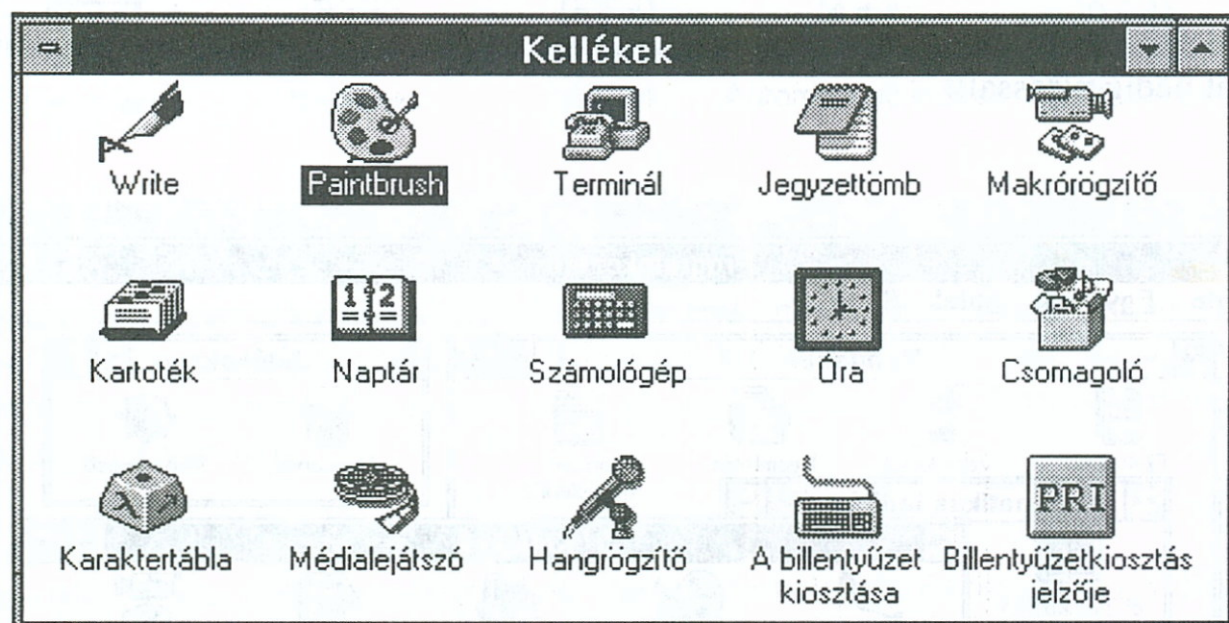 Kellékek
Write
Paintbrush
Terminál
Jegyzettömb
Makrórögzítő
Kartoték
Naptár
Számológép
Óra
Csomagoló
PRI
Karaktertábla
Médialejátszó
Hangrögzítő
A billentyűzet
kiosztása
Billentyűzetkiosztás
jelzője